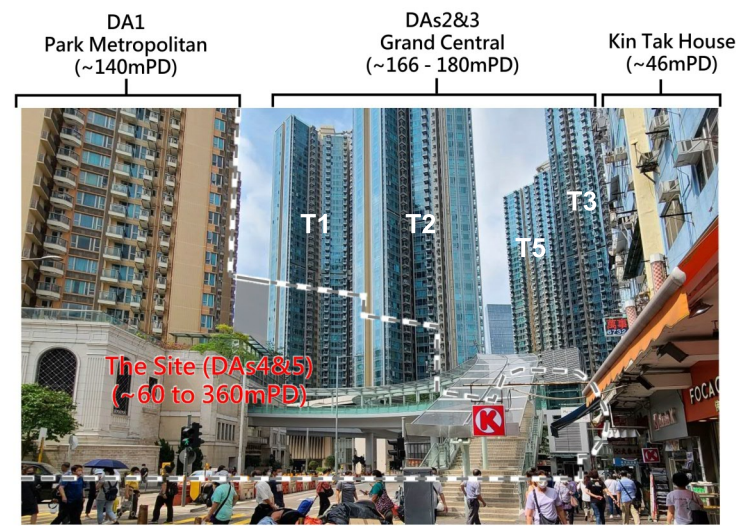 DA1
Park Metropolitan
(~140mPD)
DAs2&3
Grand Central
(~166 - 180mPD)
Kin Tak House
(~46mPD)
T1
T2
T3
T5
The Site (DAs4&5)
(~60 to 360mPD)
K
FOCA